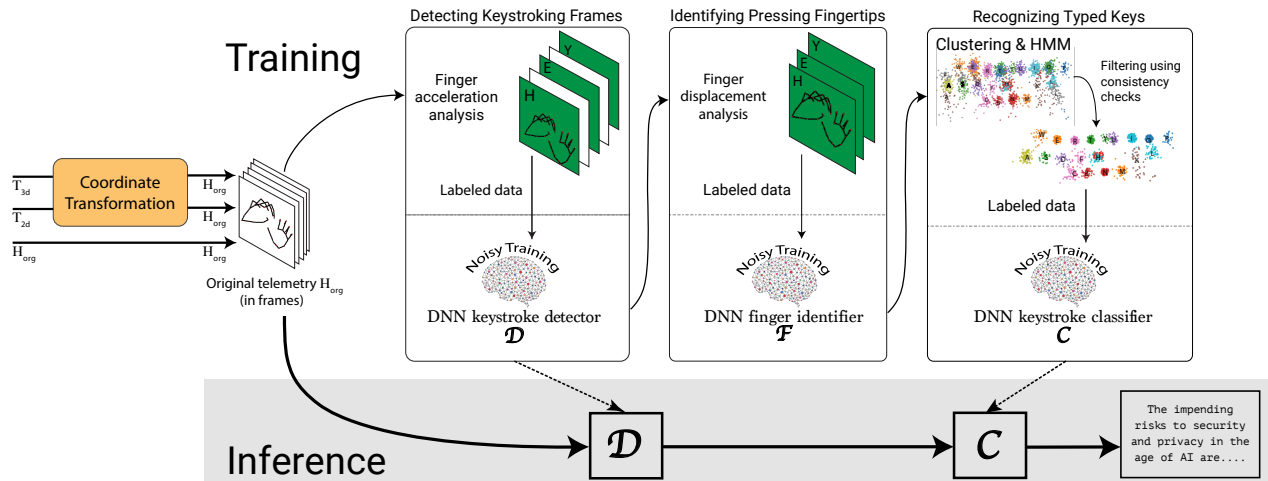 Training
T3d
T2d
Horg
Coordinate
Transformation
Horg
Horg
Horg
Original telemetry Horg
(in frames)
Detecting Keystroking Frames
Finger
acceleration
analysis
Y
E
H
Labeled data
Noisy Training
DNN keystroke detector
D
Identifying Pressing Fingertips
Finger
displacement
analysis
Y
E
H
Labeled data
Noisy Training
DNN finger identifier
F
Recognizing Typed Keys
Clustering & HMM
Filtering using
consistency
checks
Labeled data
Noisy Training
DNN keystroke classifier
C
Inference
D
C
The impending
risks to security
and privacy in the
age of AI are....